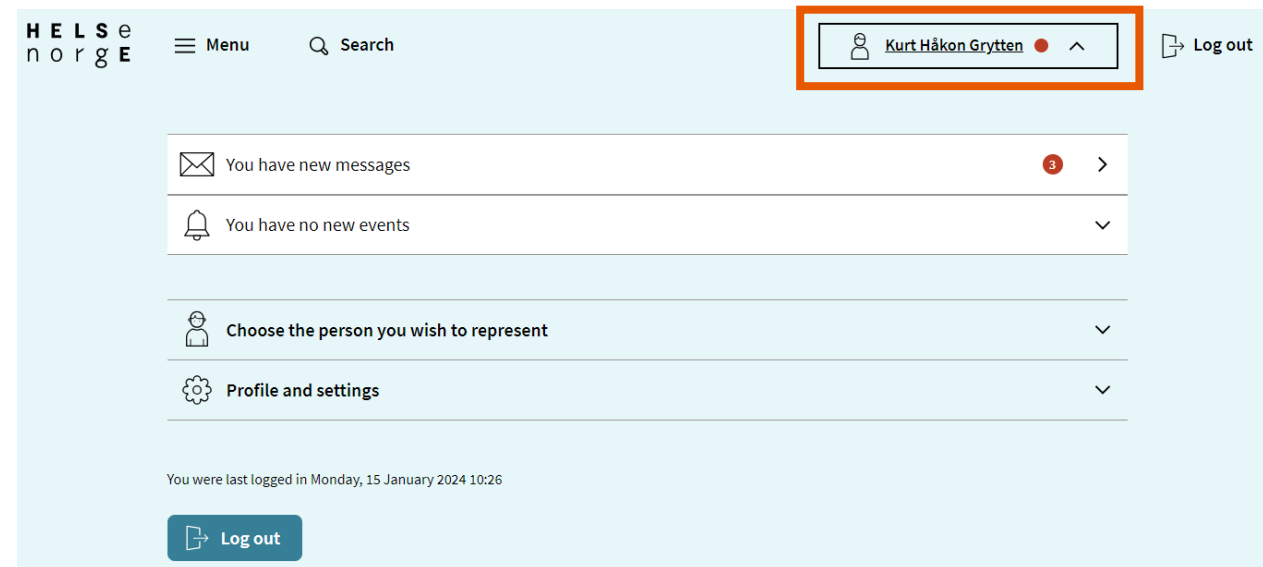 HELSe
norgE
Menu
Search
Kurt Håkon Grytten
Log out
You have new messages
3
You have no new events
Choose the person you wish to represent
Profile and settings
You were last logged in Monday, 15 January 2024 10:26
Log out